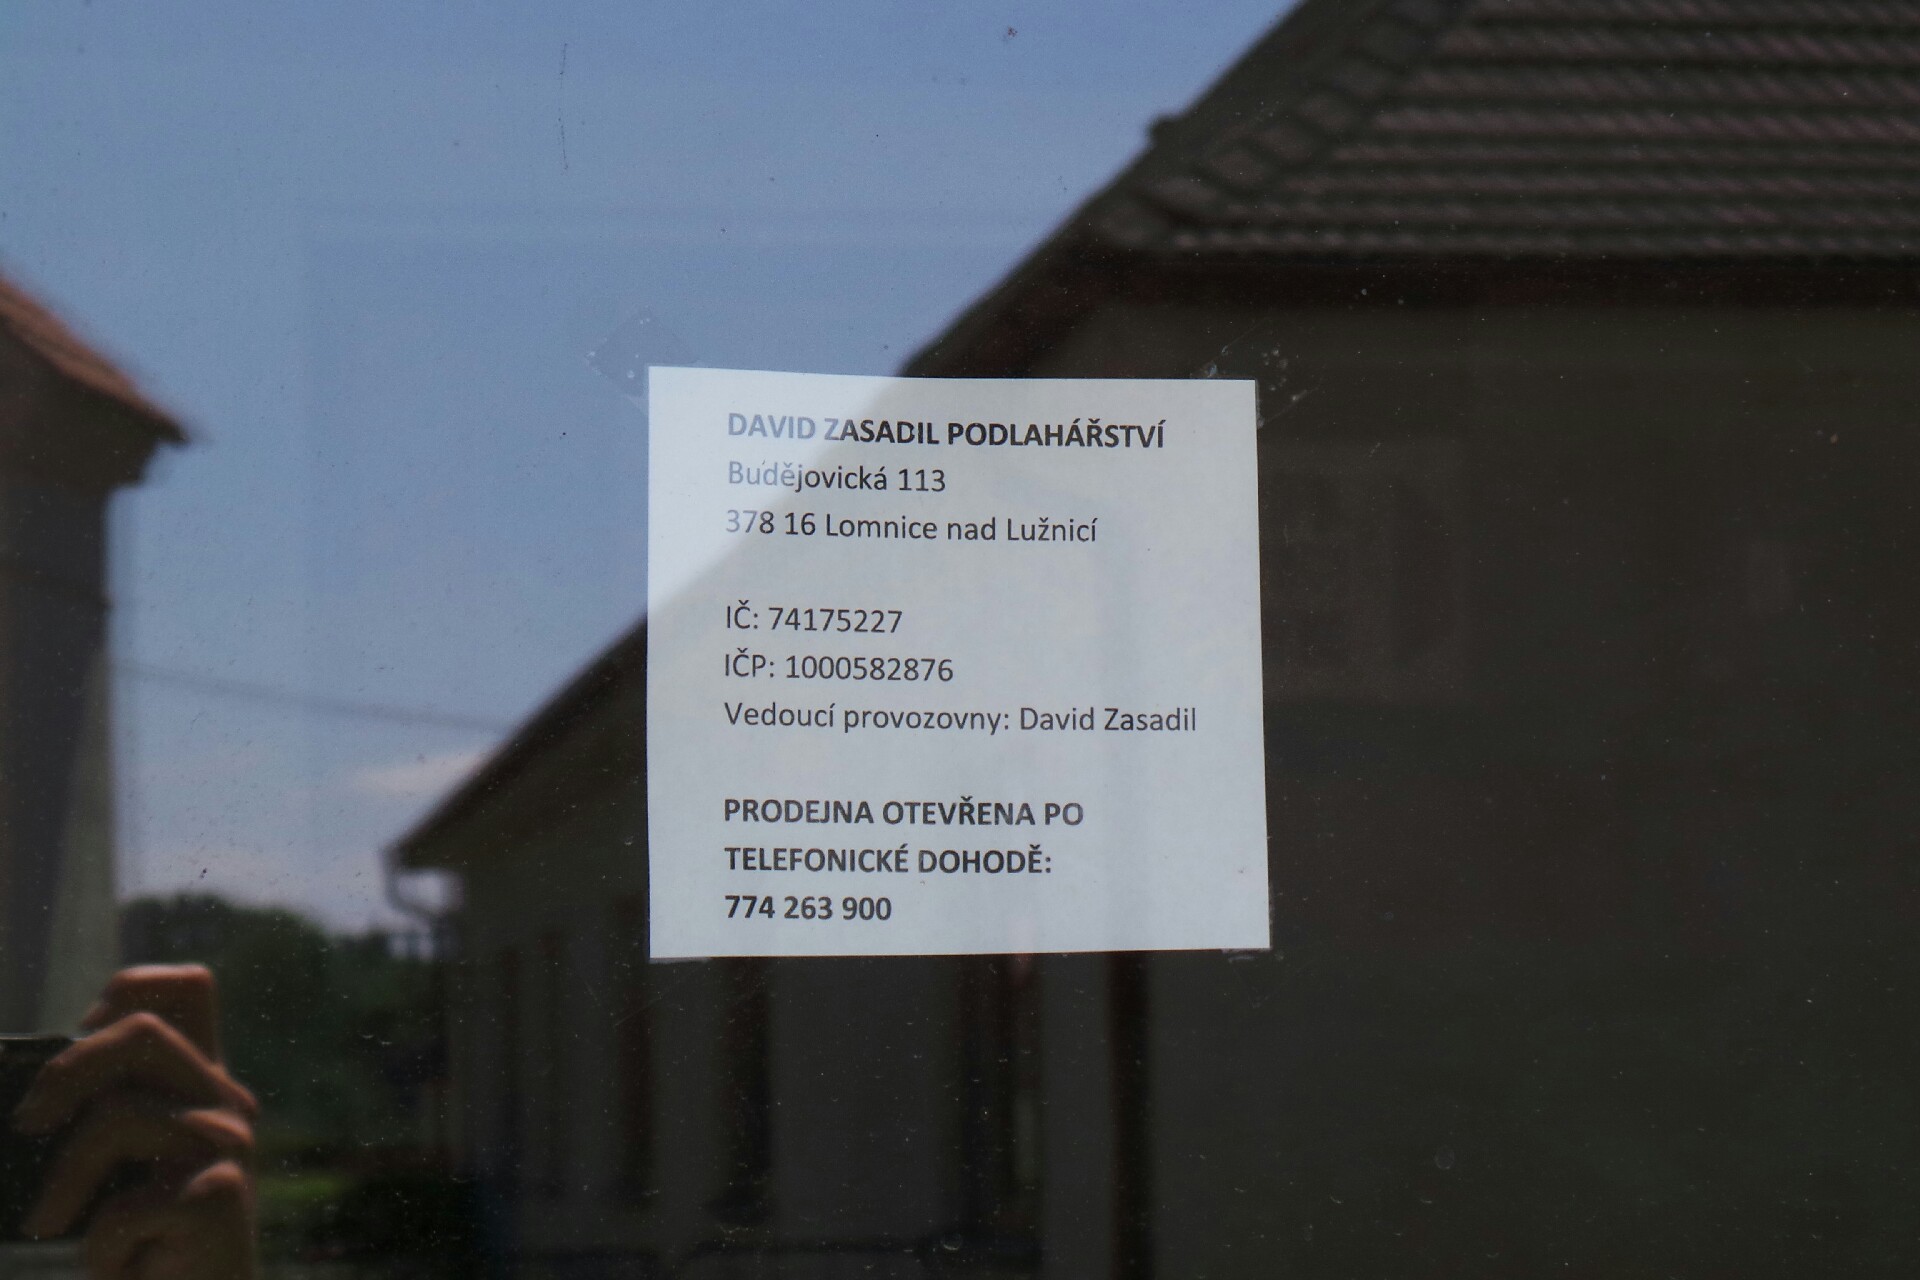 DAVID ZASADIL PODLAHÁŘSTVÍ
Budějovická 113
378 16 Lomnice nad Lužnicí
IČ: 74175227
IČP: 1000582876
Vedoucí provozovny: David Zasadil
PRODEJNA OTEVŘENA PO
TELEFONICKÉ DOHODĚ:
774 263 900